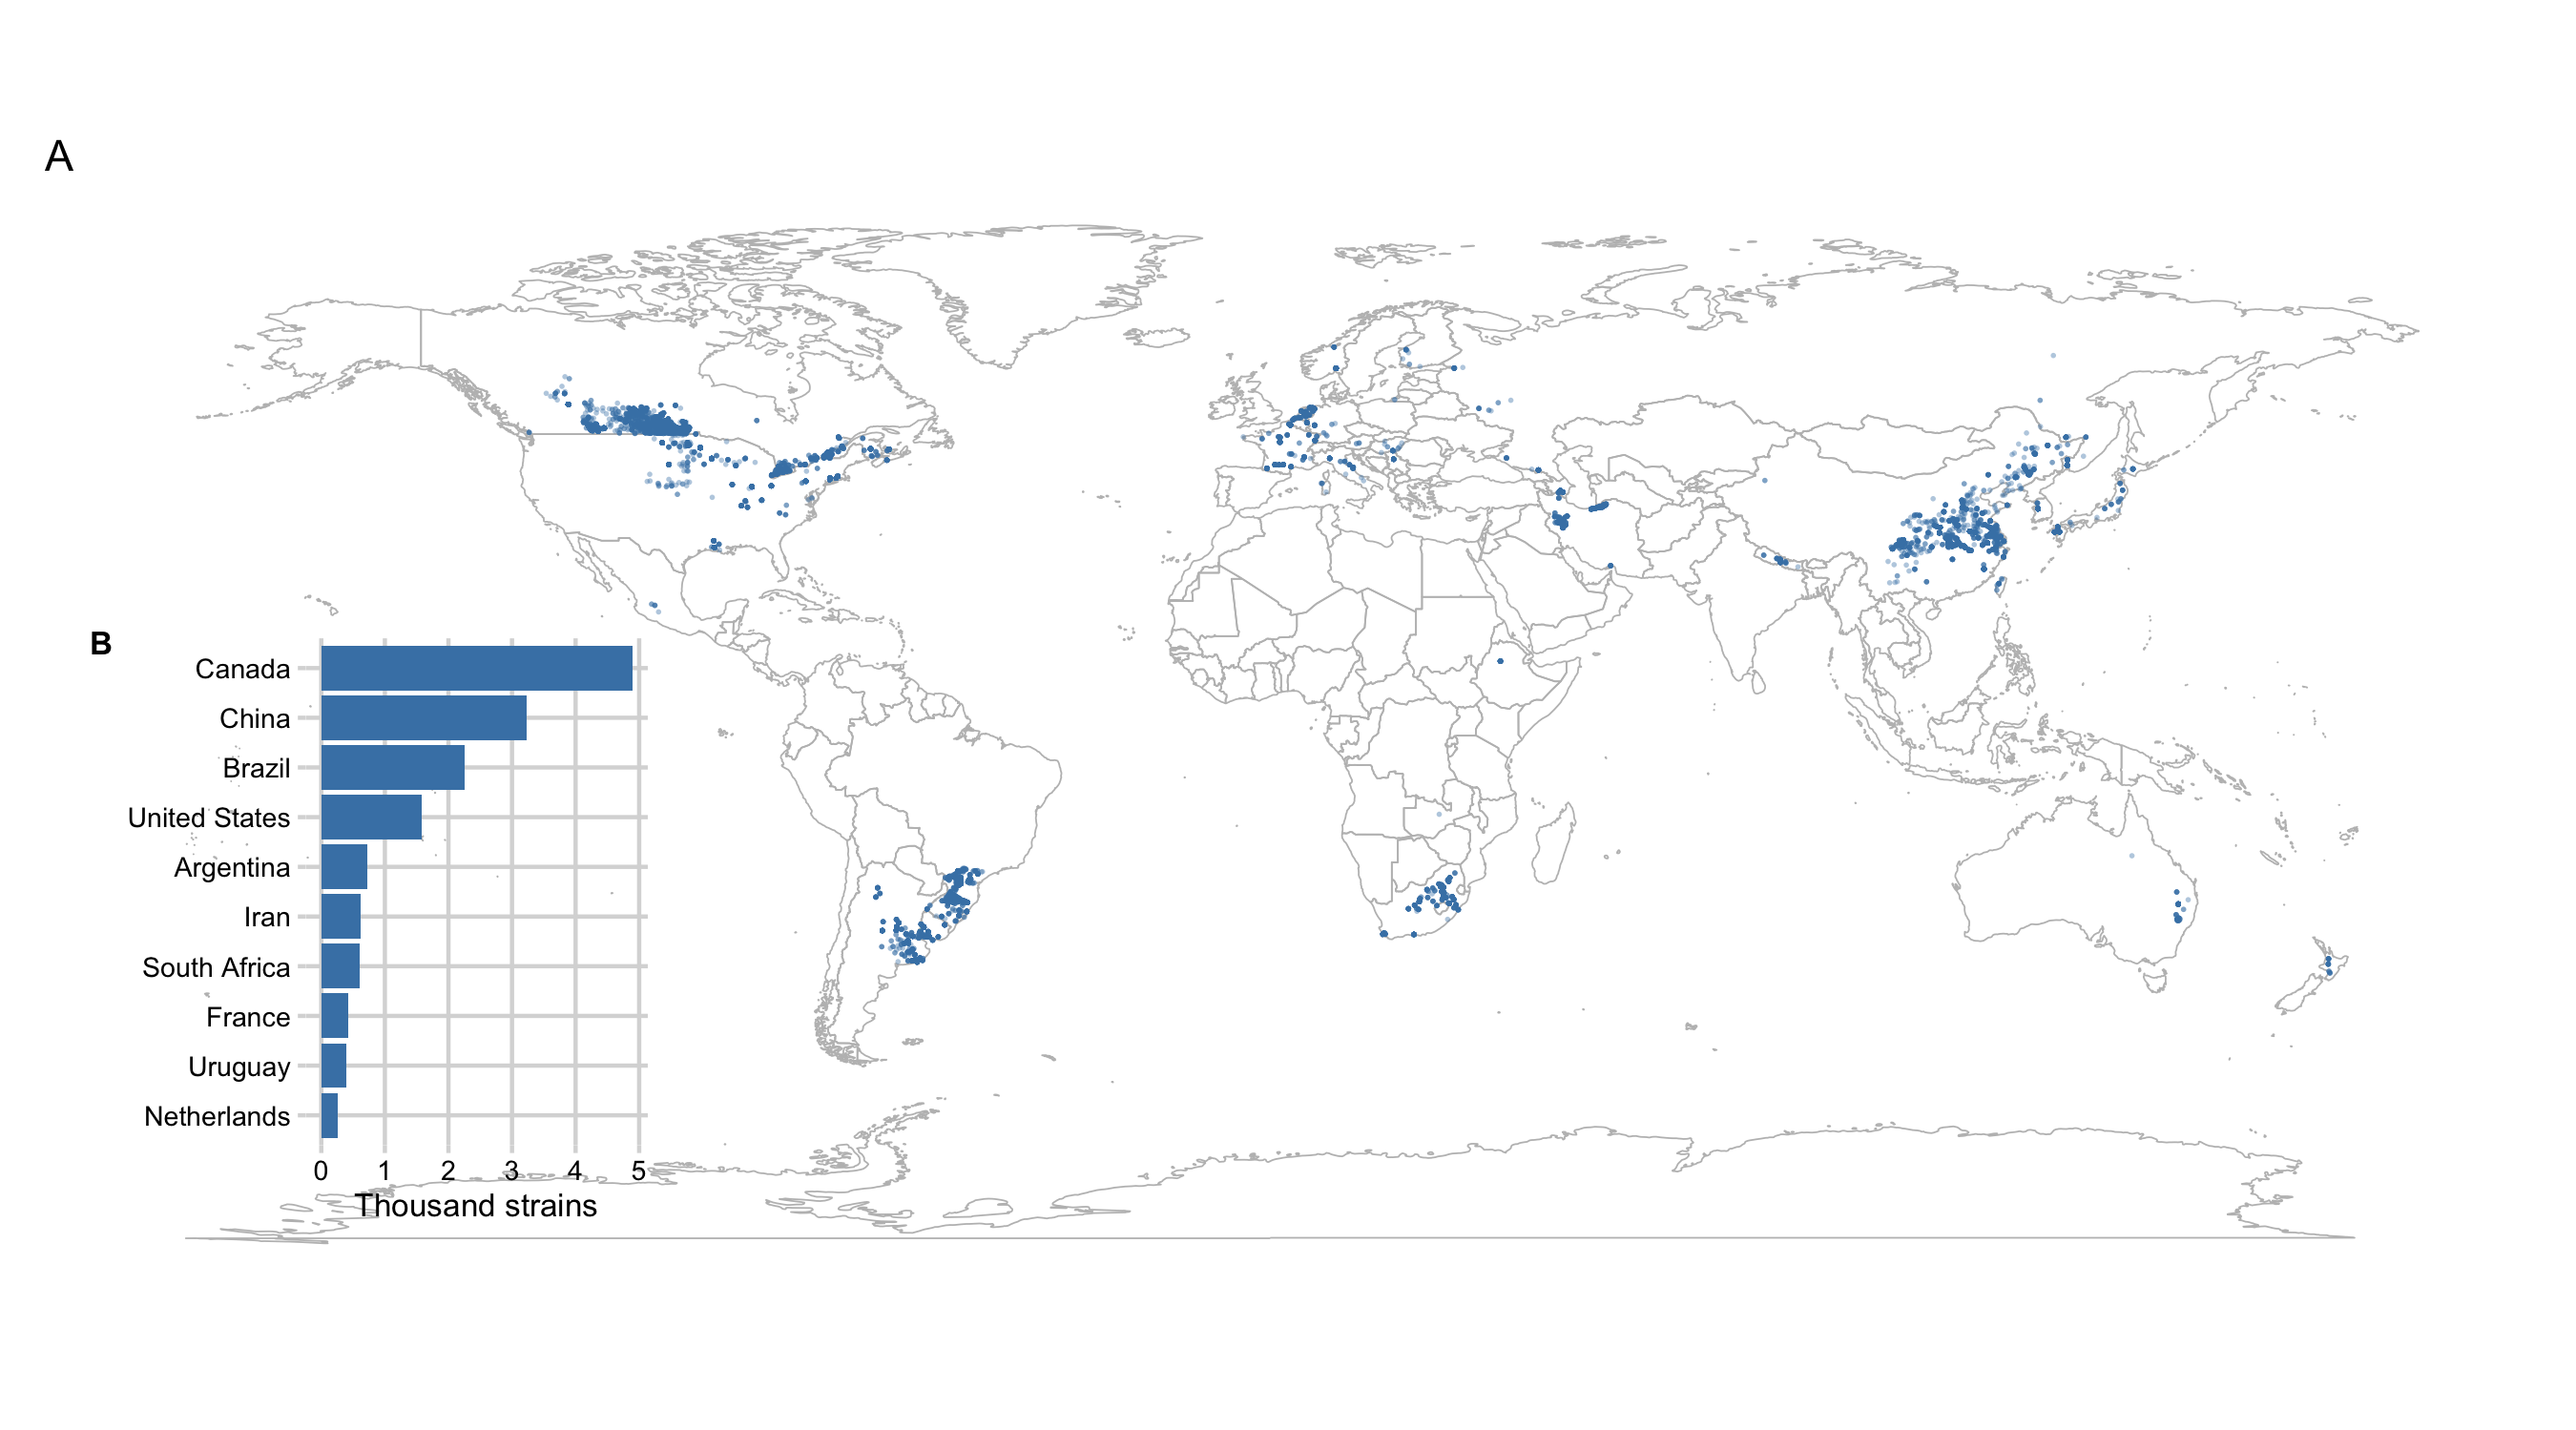 A
B
Canada
China
Brazil
United States
Argentina
Iran
South Africa
France
Uruguay
Netherlands
0 1 2 3 4 5
Thousand strains